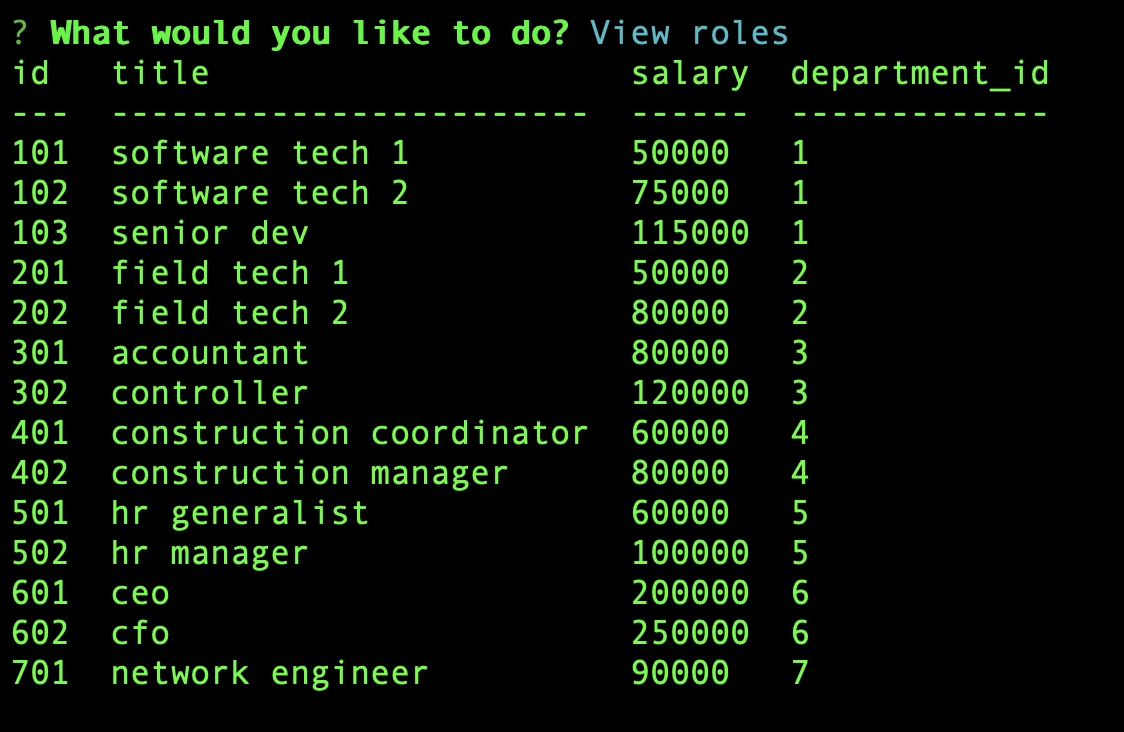 ? What would you like to do? View roles
id   title                     salary  department_id
---  ------------------------  ------  -------------
101  software tech 1           50000   1
102  software tech 2           75000   1
103  senior dev                115000  1
201  field tech 1              50000   2
202  field tech 2              80000   2
301  accountant                80000   3
302  controller                120000  3
401  construction coordinator  60000   4
402  construction manager      80000   4
501  hr generalist             60000   5
502  hr manager                100000  5
601  ceo                       200000  6
602  cfo                       250000  6
701  network engineer          90000   7